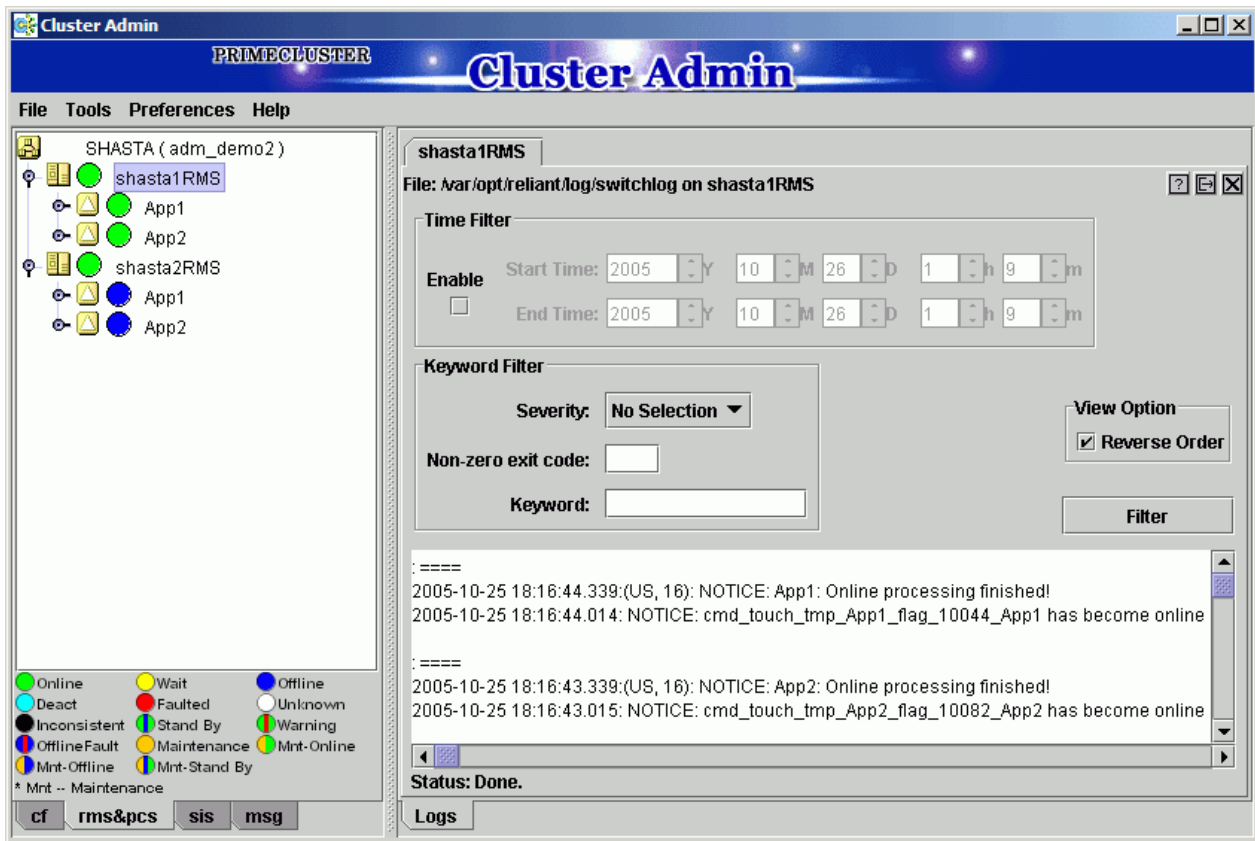 Cluster Admin
PRIMECLUSTER
Cluster Admin
File Tools Preferences Help
SHASTA ( adm_demo2 )
shasta1RMS
App1
App2
shasta2RMS
App1
App2
Online Wait Offline
Deact Faulted Unknown
Inconsistent Stand By Warning
OfflineFault Maintenance Mnt-Online
Mnt-Offline Mnt-Stand By
* Mnt -- Maintenance
cf rms&pcs sis msg
shasta1RMS
File: /var/opt/reliant/log/switchlog on shasta1RMS
Time Filter
Enable
Start Time: 2005 Y 10 M 26 D 1 h 9 m
End Time: 2005 Y 10 M 26 D 1 h 9 m
Keyword Filter
Severity: No Selection
Non-zero exit code:
Keyword:
View Option
Reverse Order
Filter
: ====
2005-10-25 18:16:44.339:(US, 16): NOTICE: App1: Online processing finished!
2005-10-25 18:16:44.014: NOTICE: cmd_touch_tmp_App1_flag_10044_App1 has become online
: ====
2005-10-25 18:16:43.339:(US, 16): NOTICE: App2: Online processing finished!
2005-10-25 18:16:43.015: NOTICE: cmd_touch_tmp_App2_flag_10082_App2 has become online
Status: Done.
Logs